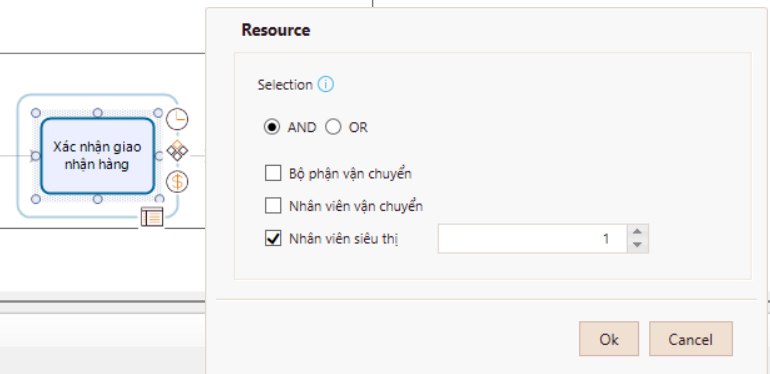 Resource
Selection
AND OR
Xác nhận giao
nhận hàng
$
Bộ phận vận chuyển
Nhân viên vận chuyển
Nhân viên siêu thị 1
Ok Cancel